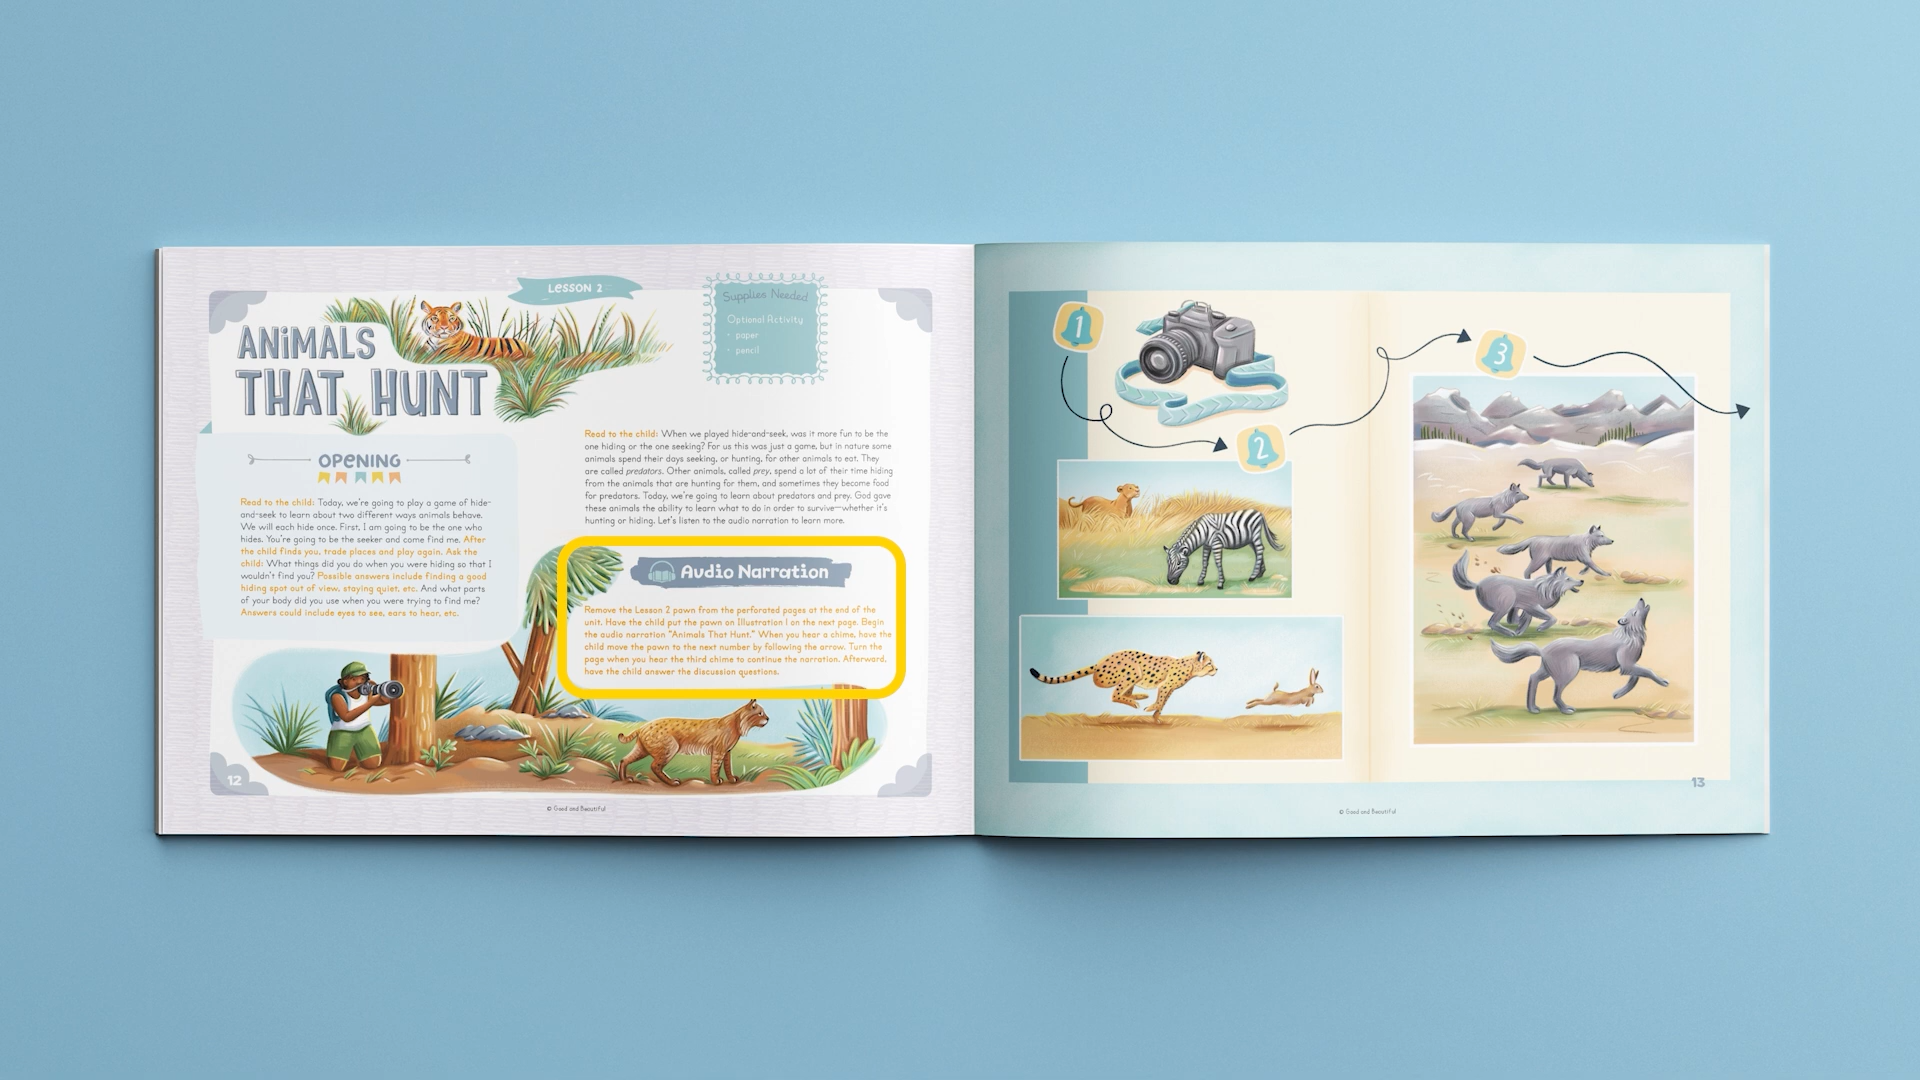 LESSON 2
ANiMALS
THAT HUNT
Supplies Needed
Optional Activity
• paper
• pencil
OPENING
Read to the child: Today, we're going to play a game of hide-
and-seek to learn about two different ways animals behave.
We will each hide once. First, I am going to be the one who
hides. You're going to be the seeker and come find me. After
the child finds you, trade places and play again. Ask the
child: What things did you do when you were hiding so that I
wouldn't find you? Possible answers include finding a good
hiding spot out of view, staying quiet, etc. And what parts
of your body did you use when you were trying to find me?
Answers could include eyes to see, ears to hear, etc.
Read to the child: When we played hide-and-seek, was it more fun to be the
one hiding or the one seeking? For us this was just a game, but in nature some
animals spend their days seeking, or hunting, for other animals to eat. They
are called predators. Other animals, called prey, spend a lot of their time hiding
from the animals that are hunting for them, and sometimes they become food
for predators. Today, we're going to learn about predators and prey. God gave
these animals the ability to learn what to do in order to survive—whether it's
hunting or hiding. Let's listen to the audio narration to learn more.
Audio Narration
Remove the Lesson 2 pawn from the perforated pages at the end of the
unit. Have the child put the pawn on Illustration 1 on the next page. Begin
the audio narration "Animals That Hunt." When you hear a chime, have the
child move the pawn to the next number by following the arrow. Turn the
page when you hear the third chime to continue the narration. Afterward,
have the child answer the discussion questions.
12
© Good and Beautiful
1
2
3
13
© Good and Beautiful